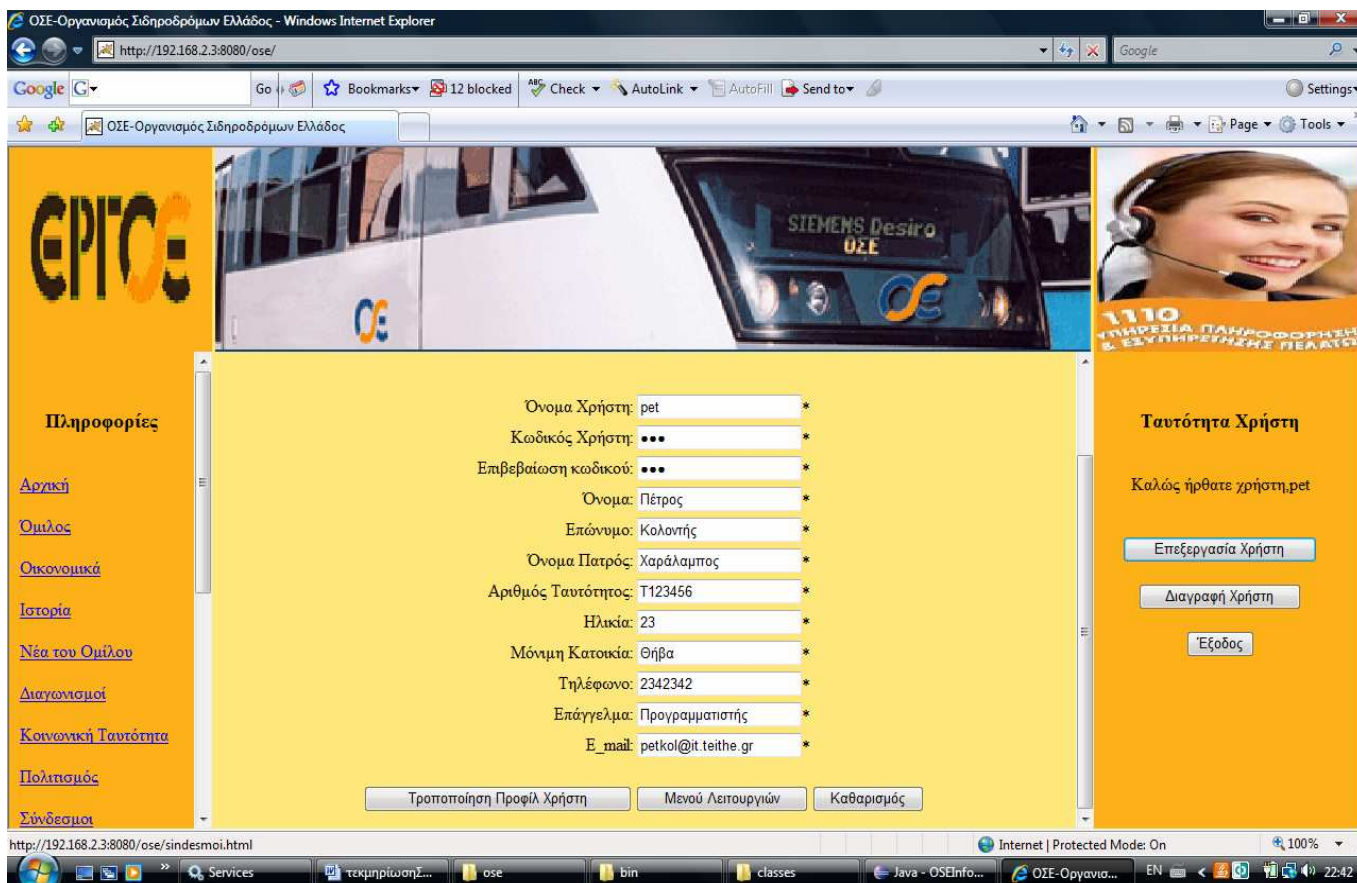 ΟΣΕ-Οργανισμός Σιδηροδρόμων Ελλάδος - Windows Internet Explorer
http://192.168.2.3:8080/ose/
Google
Google G Go Bookmarks 12 blocked ABC Check AutoLink AutoFill Send to Settings
ΟΣΕ-Οργανισμός Σιδηροδρόμων Ελλάδος
Page Tools
ΕΡΓΟΣΕ
SIEMENS Desiro
ΟΣΕ
1110
ΥΠΗΡΕΣΙΑ ΠΛΗΡΟΦΟΡΗΣΗ
& ΕΞΥΠΗΡΕΤΗΣΗΣ ΠΕΛΑΤΩ
Πληροφορίες
Αρχική
Όμιλος
Οικονομικά
Ιστορία
Νέα του Ομίλου
Διαγωνισμοί
Κοινωνική Ταυτότητα
Πολιτισμός
Σύνδεσμοι
Όνομα Χρήστη: pet *
Κωδικός Χρήστη: ●●● *
Επιβεβαίωση κωδικού: ●●● *
Όνομα: Πέτρος *
Επώνυμο: Κολοντής *
Όνομα Πατρός: Χαράλαμπος *
Αριθμός Ταυτότητος: Τ123456 *
Ηλικία: 23 *
Μόνιμη Κατοικία: Θήβα *
Τηλέφωνο: 2342342 *
Επάγγελμα: Προγραμματιστής *
E_mail: petkol@it.teithe.gr *
Τροποποίηση Προφίλ Χρήστη Μενού Λειτουργιών Καθαρισμός
Ταυτότητα Χρήστη
Καλώς ήρθατε χρήστη,pet
Επεξεργασία Χρήστη
Διαγραφή Χρήστη
Έξοδος
http://192.168.2.3:8080/ose/sindesmoi.html
Internet | Protected Mode: On
100%
Services
τεκμηρίωσηΣ...
ose
bin
classes
Java - OSEInfo...
ΟΣΕ-Οργανισ...
EN
22:42